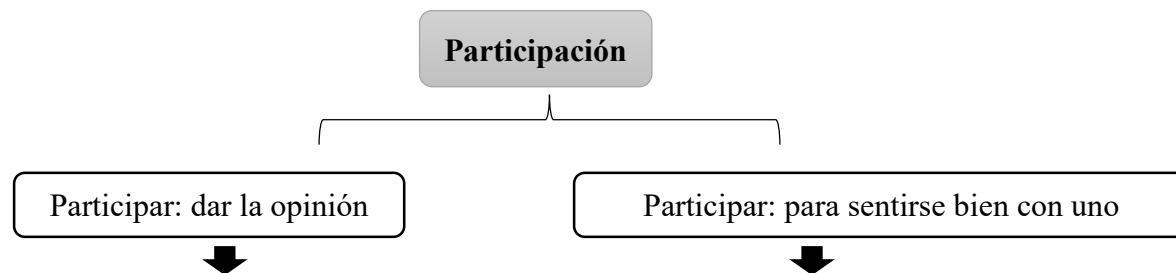 Participación
Participar: dar la opinión
Participar: para sentirse bien con uno